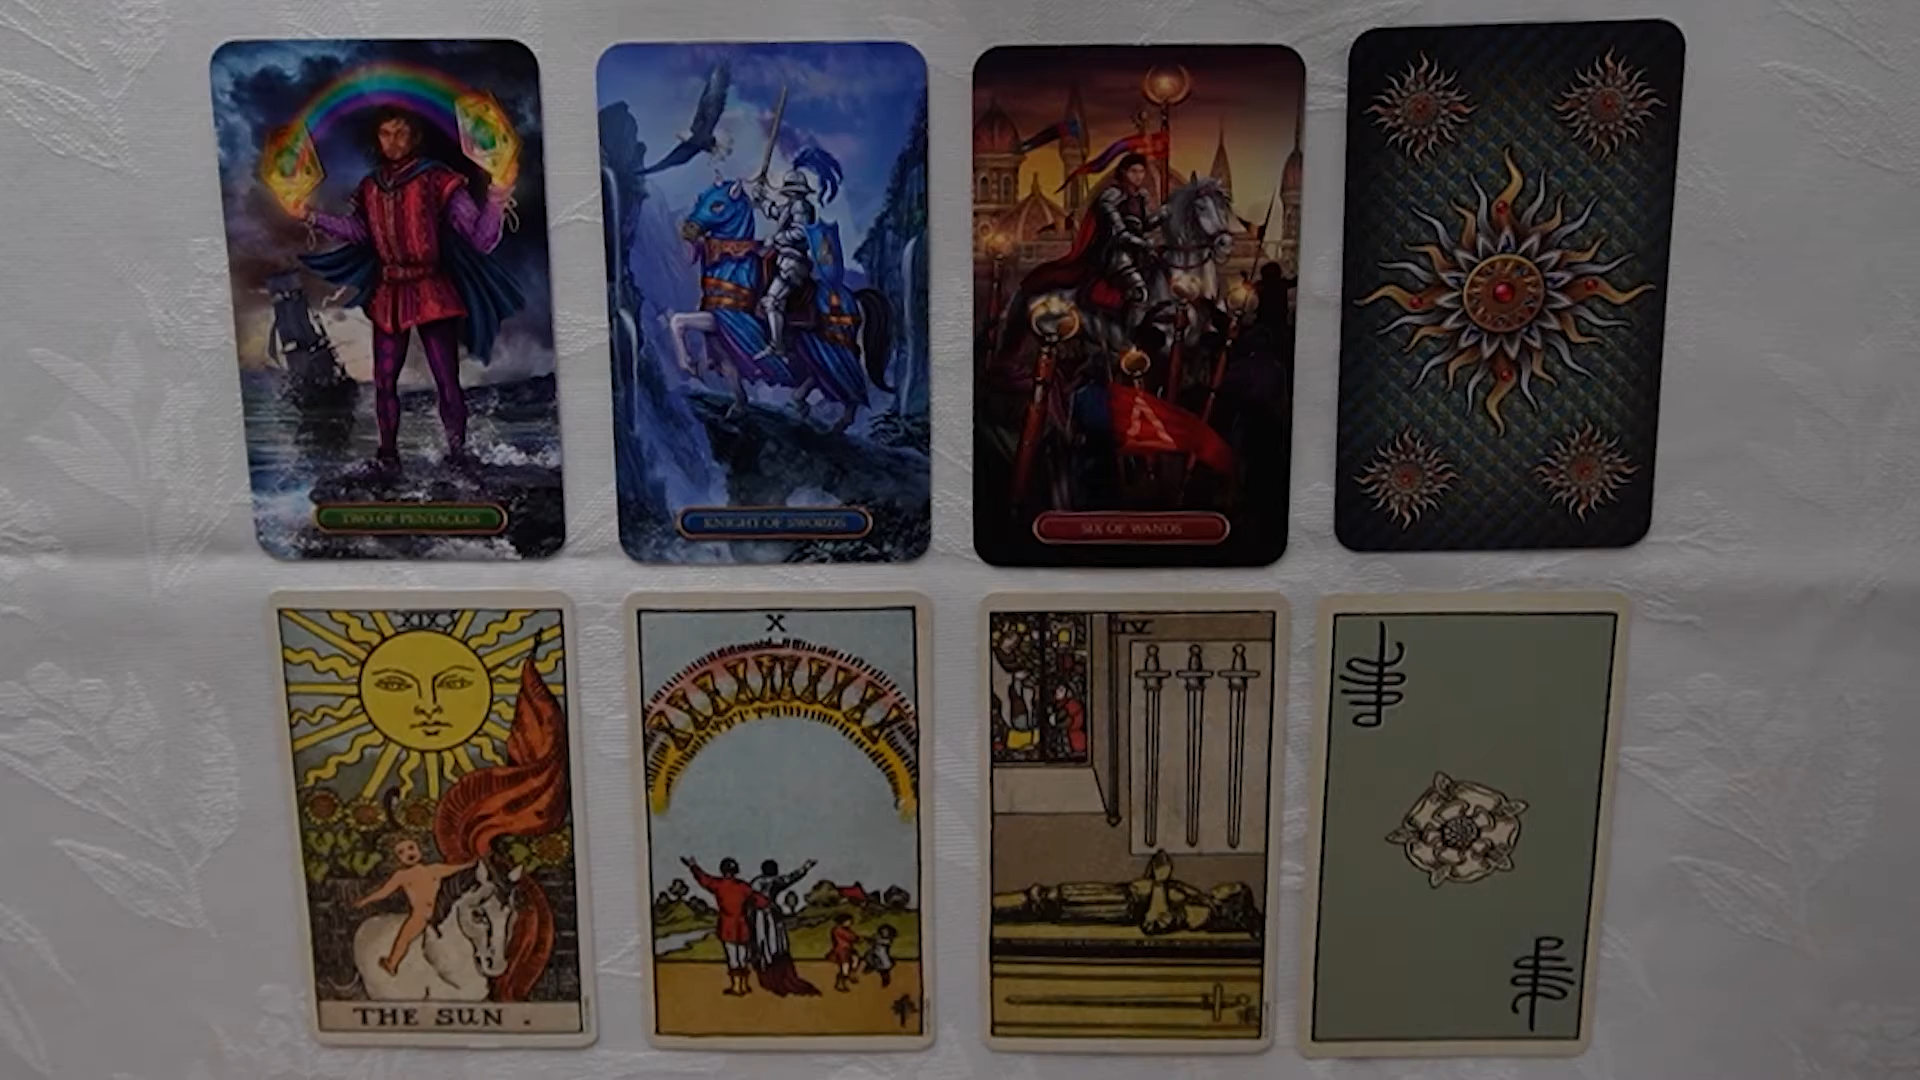 TWO OF PENTACLES
KNIGHT OF SWORDS
SIX OF WANDS
XIX
X
IV
THE SUN .